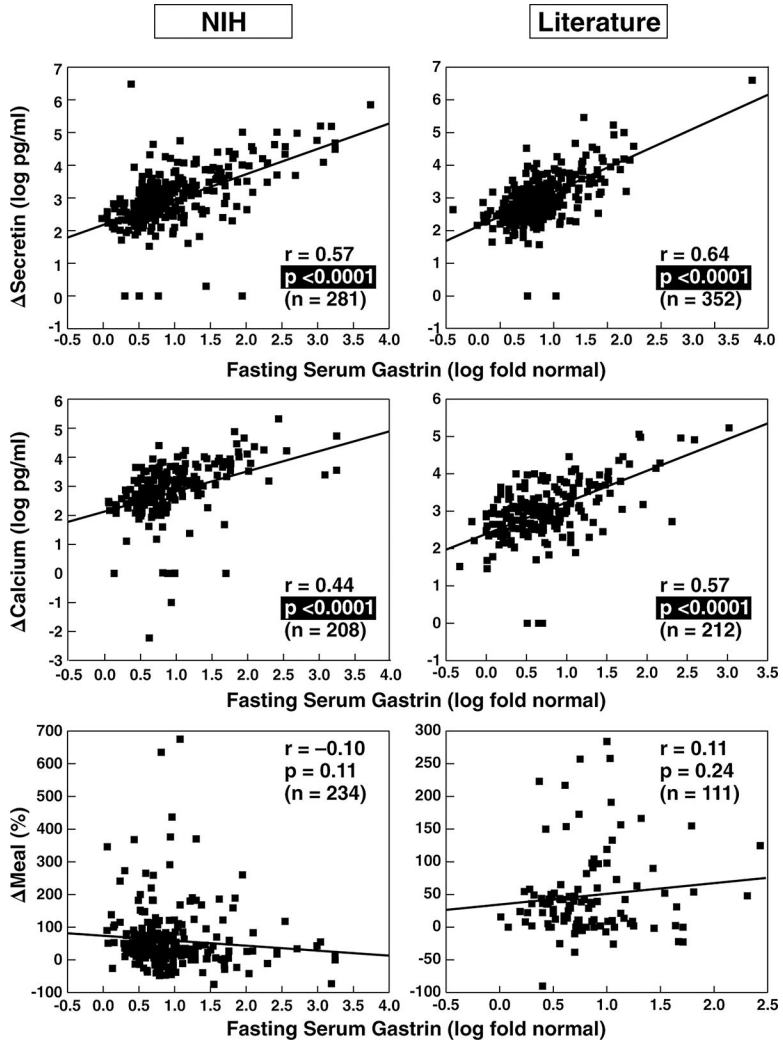 NIH
Literature
ΔSecretin (log pg/ml)
7
6
5
4
3
2
1
0
-1
r = 0.57
p <0.0001
(n = 281)
-0.5 0.0 0.5 1.0 1.5 2.0 2.5 3.0 3.5 4.0
7
6
5
4
3
2
1
0
-1
r = 0.64
p <0.0001
(n = 352)
-0.5 0.0 0.5 1.0 1.5 2.0 2.5 3.0 3.5 4.0
Fasting Serum Gastrin (log fold normal)
ΔCalcium (log pg/ml)
6
5
4
3
2
1
0
-1
-2
-3
r = 0.44
p <0.0001
(n = 208)
-0.5 0.0 0.5 1.0 1.5 2.0 2.5 3.0 3.5 4.0
6
5
4
3
2
1
0
-1
r = 0.57
p <0.0001
(n = 212)
-0.5 0.0 0.5 1.0 1.5 2.0 2.5 3.0 3.5
Fasting Serum Gastrin (log fold normal)
ΔMeal (%)
700
600
500
400
300
200
100
0
-100
r = –0.10
p = 0.11
(n = 234)
-0.5 0.0 0.5 1.0 1.5 2.0 2.5 3.0 3.5 4.0
300
250
200
150
100
50
0
-50
-100
r = 0.11
p = 0.24
(n = 111)
-0.5 0.0 0.5 1.0 1.5 2.0 2.5
Fasting Serum Gastrin (log fold normal)